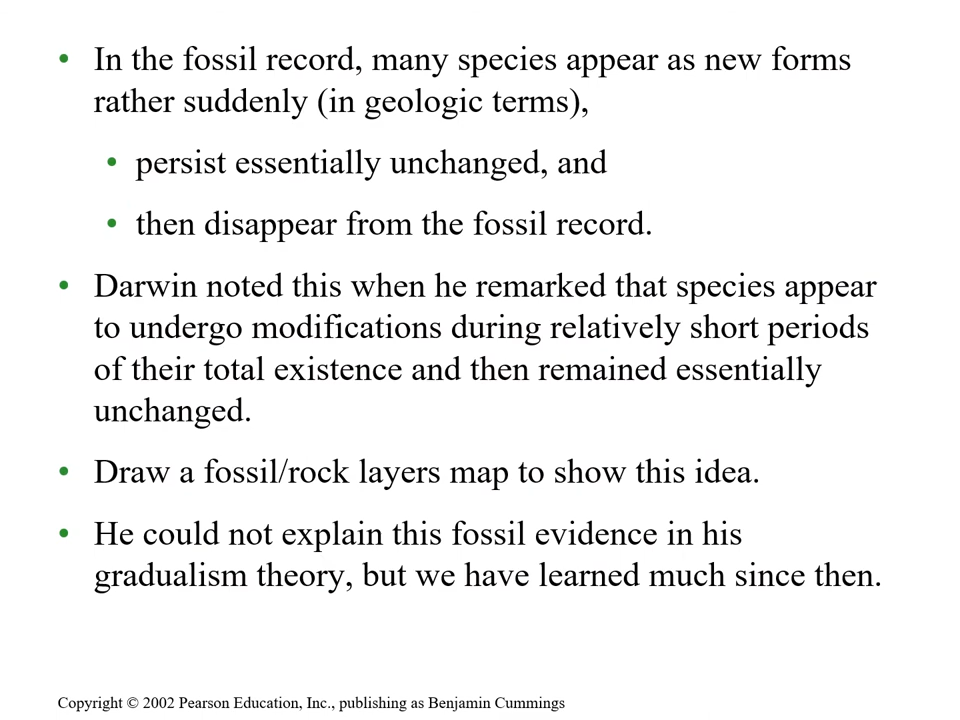 • In the fossil record, many species appear as new forms
rather suddenly (in geologic terms),
• persist essentially unchanged, and
• then disappear from the fossil record.
• Darwin noted this when he remarked that species appear
to undergo modifications during relatively short periods
of their total existence and then remained essentially
unchanged.
• Draw a fossil/rock layers map to show this idea.
• He could not explain this fossil evidence in his
gradualism theory, but we have learned much since then.
Copyright © 2002 Pearson Education, Inc., publishing as Benjamin Cummings